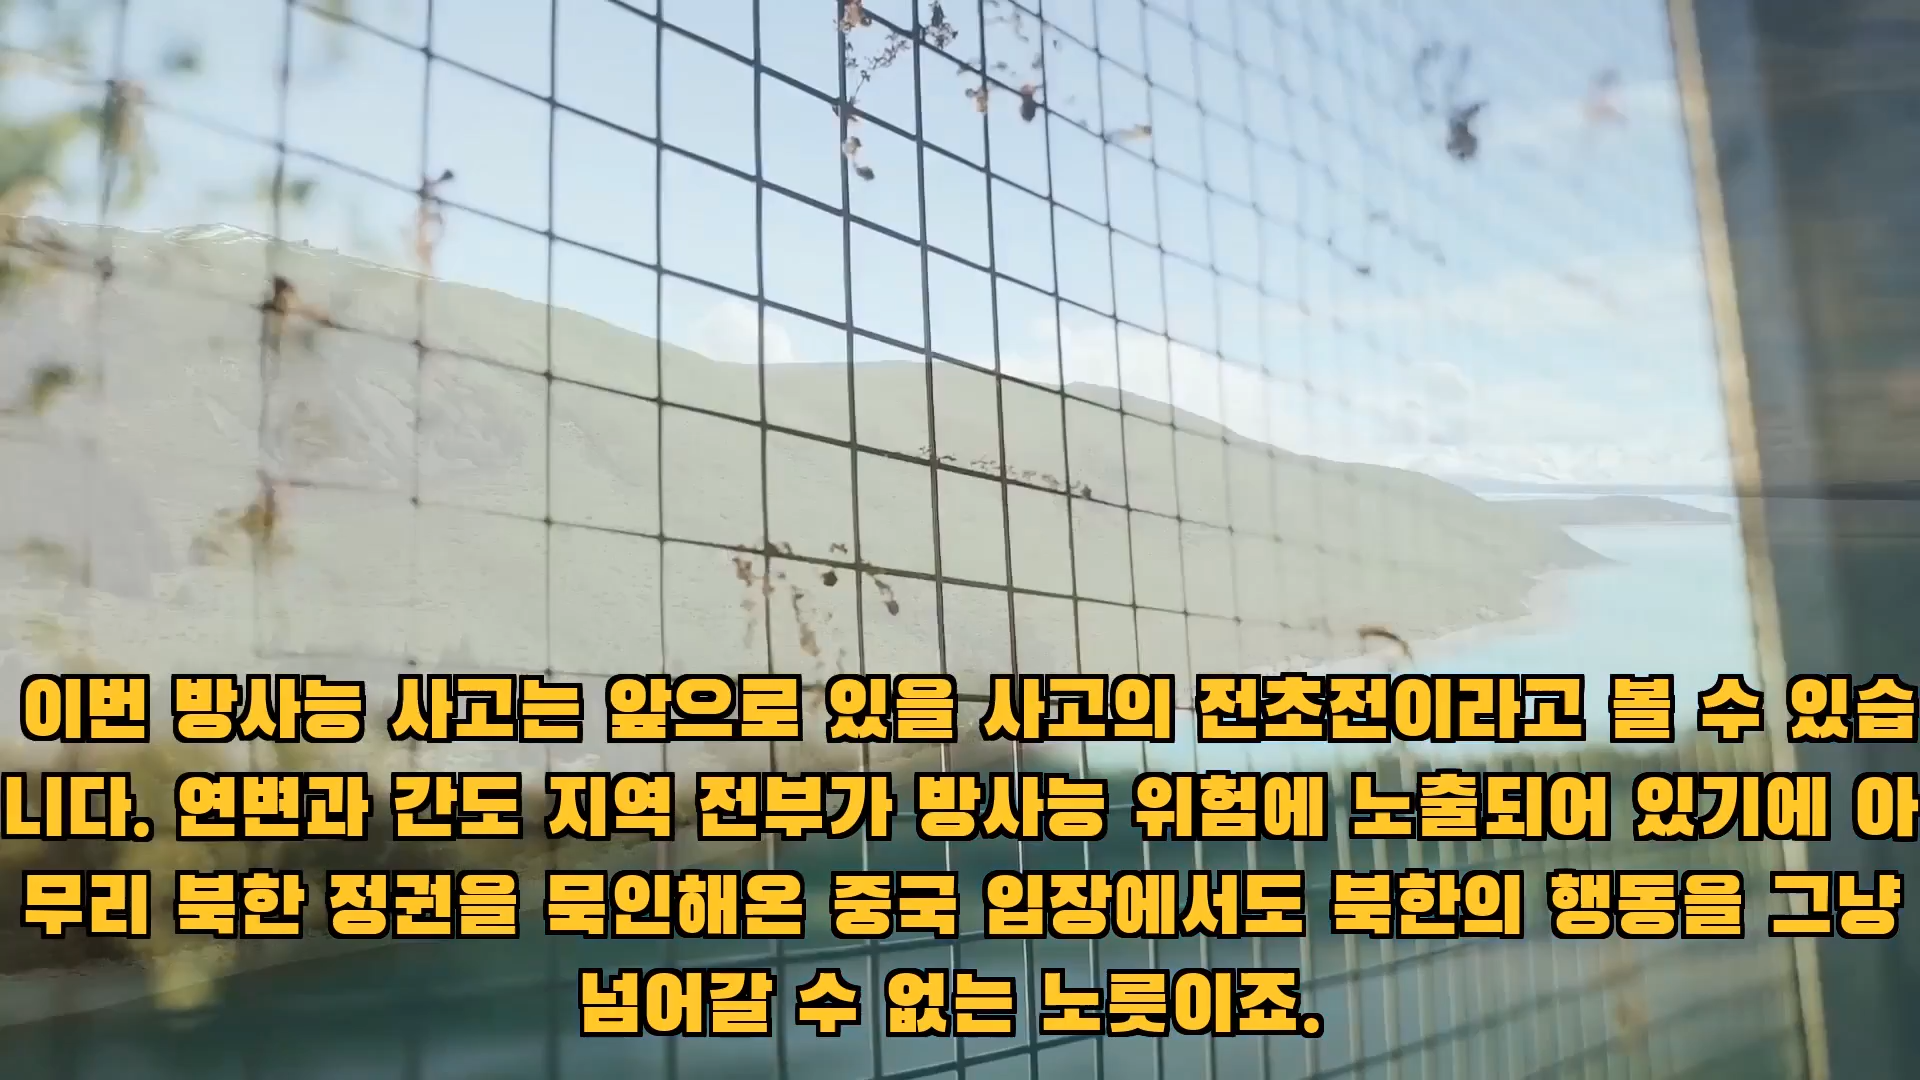 이번 방사능 사고는 앞으로 있을 사고의 전초전이라고 볼 수 있습
니다. 연변과 간도 지역 전부가 방사능 위험에 노출되어 있기에 아
무리 북한 정권을 묵인해온 중국 입장에서도 북한의 행동을 그냥
넘어갈 수 없는 노릇이죠.